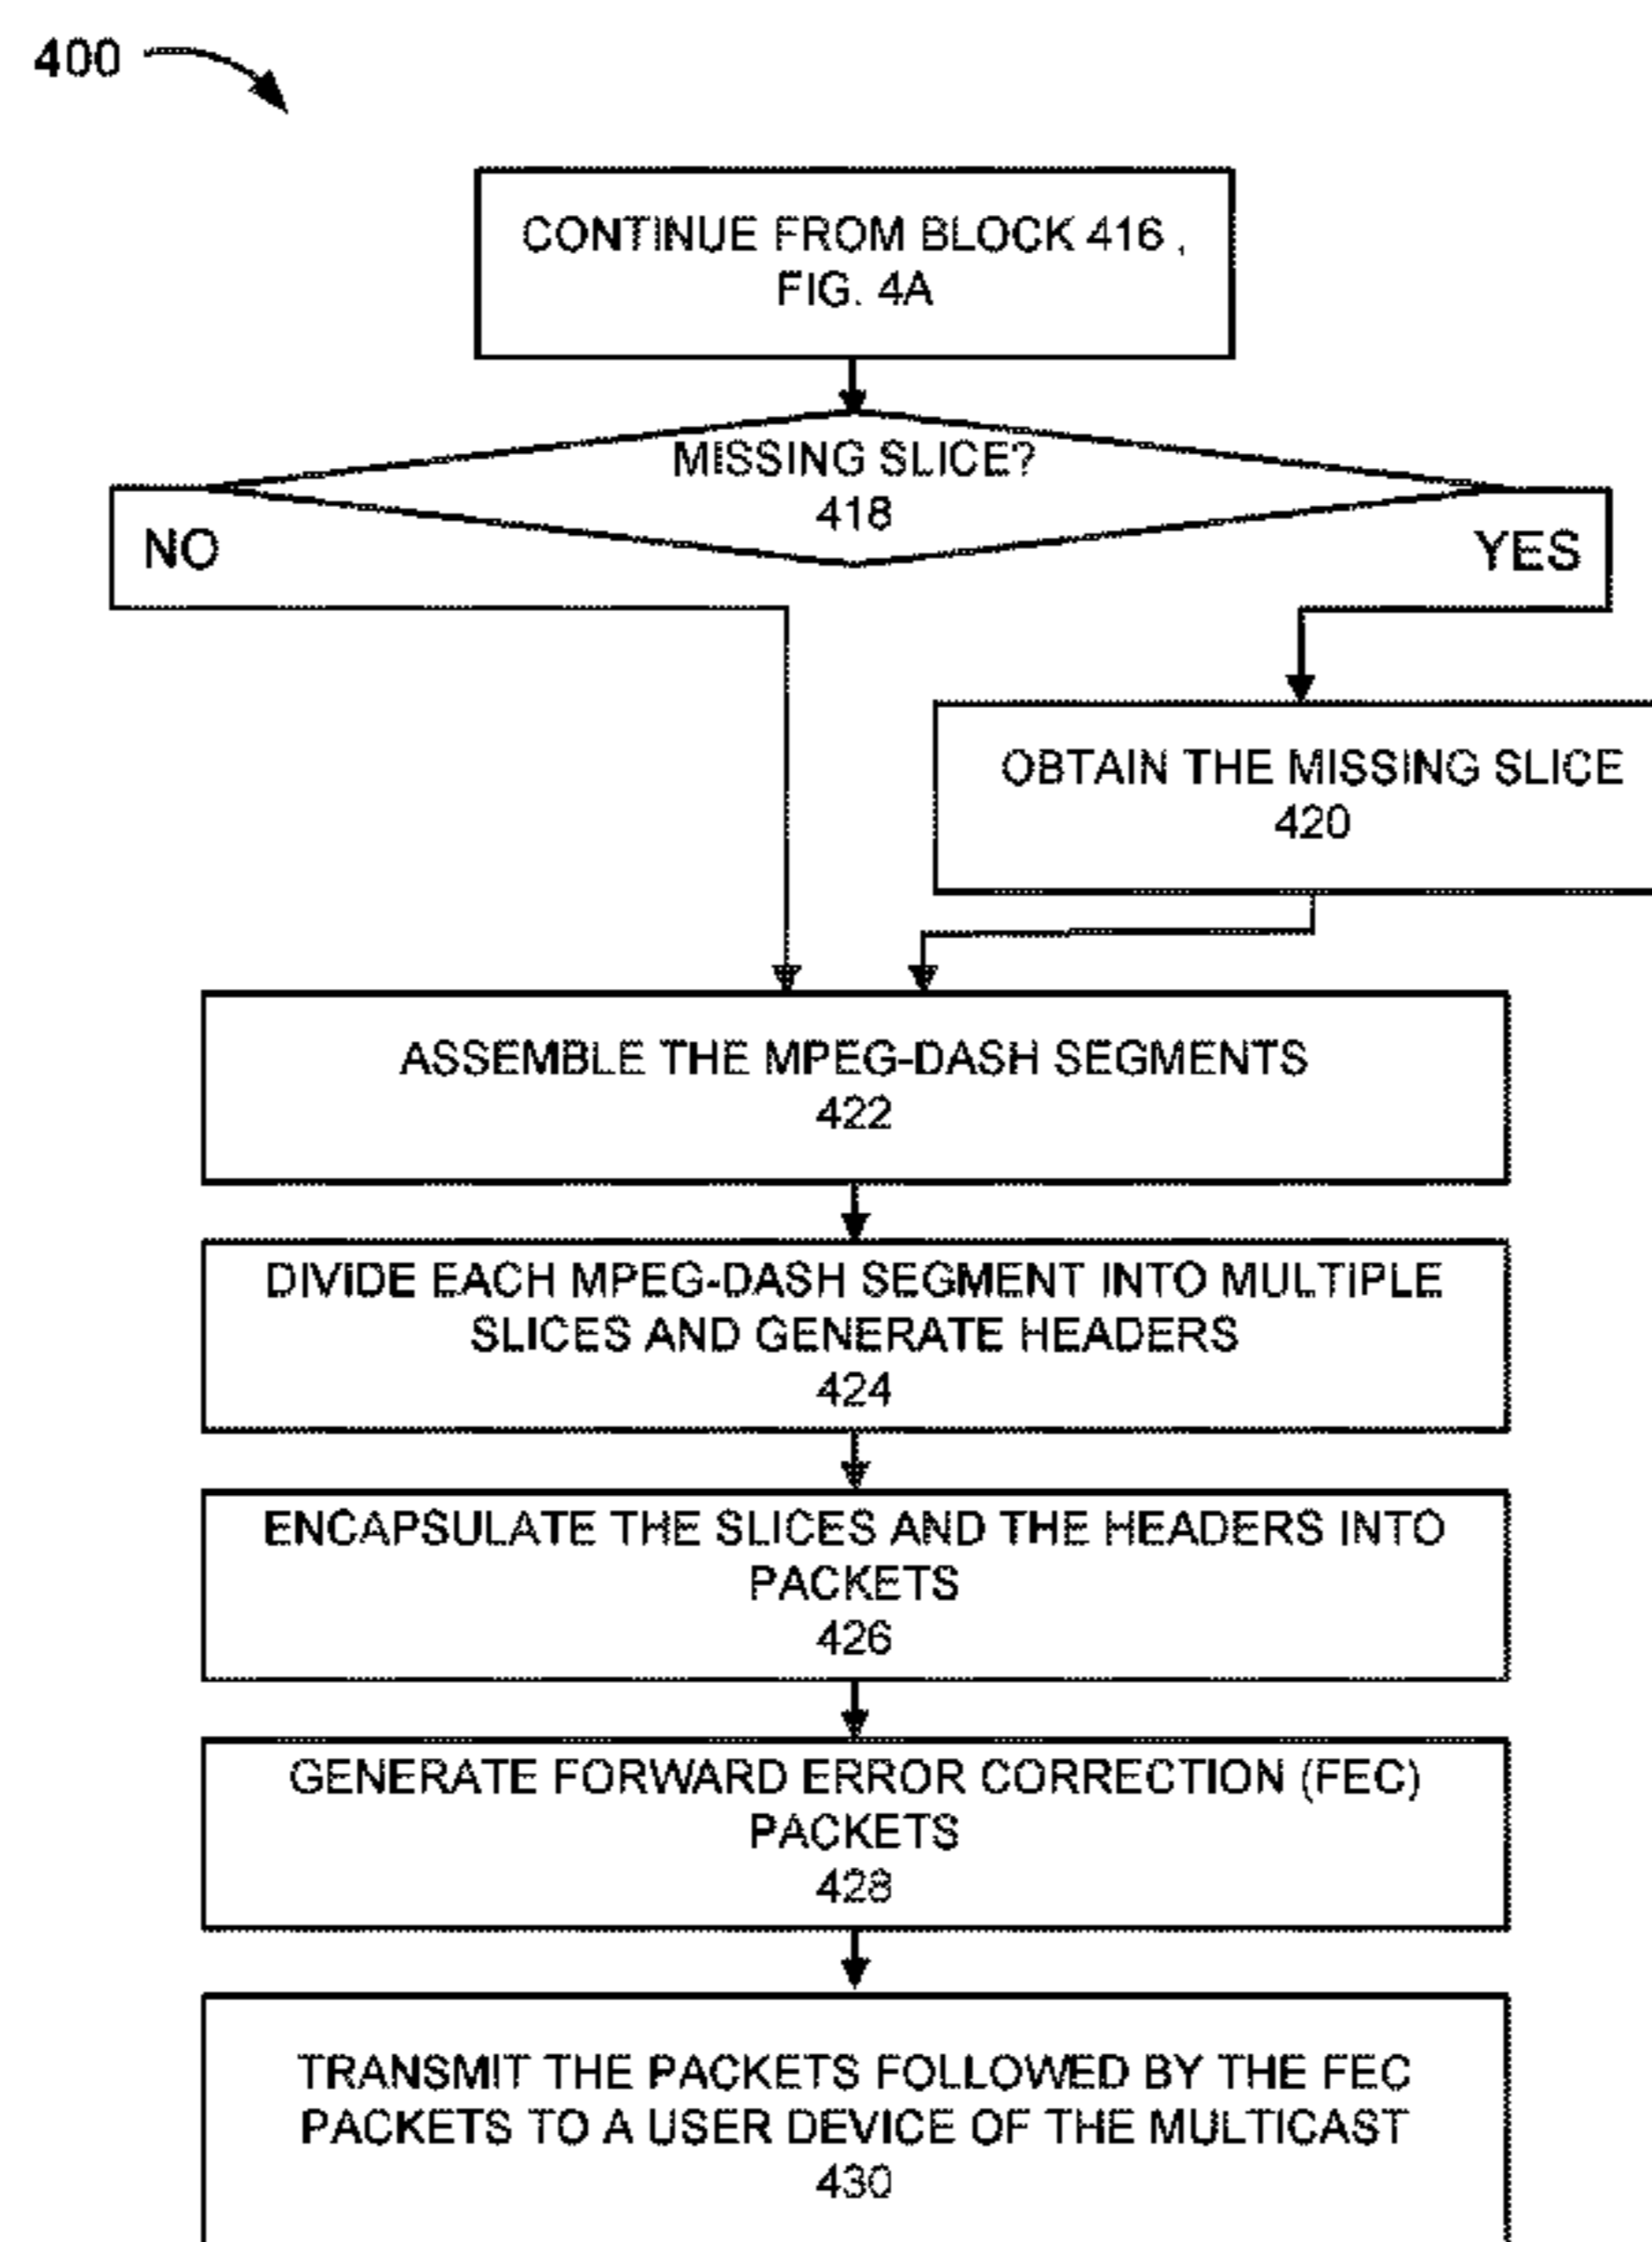 400
CONTINUE FROM BLOCK 416 ,
FIG. 4A
MISSING SLICE?
418
NO
YES
OBTAIN THE MISSING SLICE
420
ASSEMBLE THE MPEG-DASH SEGMENTS
422
DIVIDE EACH MPEG-DASH SEGMENT INTO MULTIPLE
SLICES AND GENERATE HEADERS
424
ENCAPSULATE THE SLICES AND THE HEADERS INTO
PACKETS
426
GENERATE FORWARD ERROR CORRECTION (FEC)
PACKETS
428
TRANSMIT THE PACKETS FOLLOWED BY THE FEC
PACKETS TO A USER DEVICE OF THE MULTICAST
430